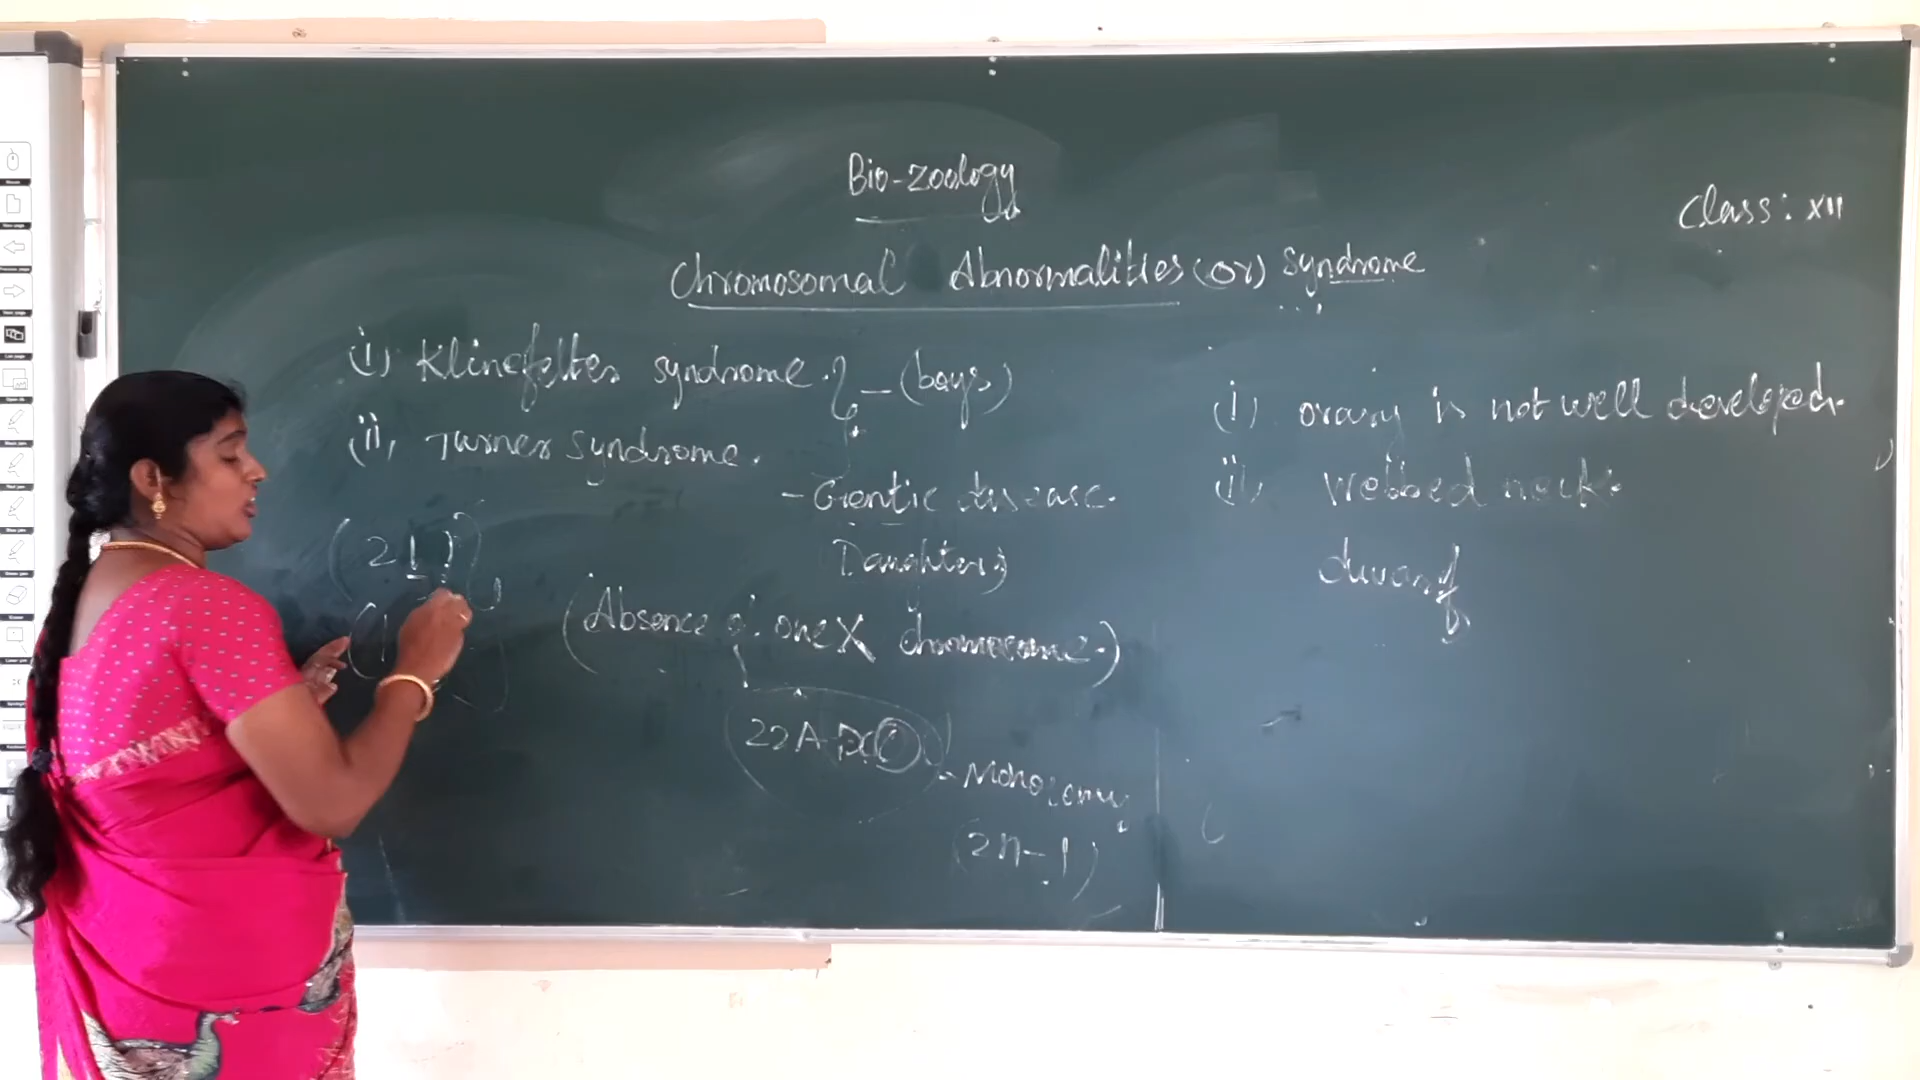 Bio-zoology
Class: XII
Chromosomal Abnormalities (or) syndrome
(i) Klinefelter syndrome. } - (boys)
(ii) Turner syndrome.
- Gentic disease.
Daughters
(Absence of one X chromosome.)
22A
- Monosomy
(2n-1)
(i) ovary is not well developed.
(ii) Webbed neck.
dwarf